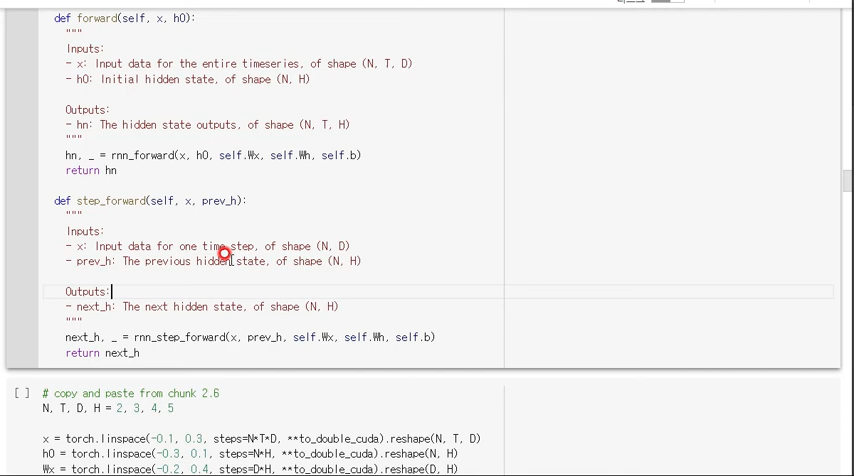 def forward(self, x, h0):
"""
Inputs:
- x: Input data for the entire timeseries, of shape (N, T, D)
- h0: Initial hidden state, of shape (N, H)
Outputs:
- hn: The hidden state outputs, of shape (N, T, H)
"""
hn, _ = rnn_forward(x, h0, self.Wx, self.Wh, self.b)
return hn
def step_forward(self, x, prev_h):
"""
Inputs:
- x: Input data for one time step, of shape (N, D)
- prev_h: The previous hidden state, of shape (N, H)
Outputs:
- next_h: The next hidden state, of shape (N, H)
"""
next_h, _ = rnn_step_forward(x, prev_h, self.Wx, self.Wh, self.b)
return next_h
[ ] # copy and paste from chunk 2.6
N, T, D, H = 2, 3, 4, 5
x = torch.linspace(-0.1, 0.3, steps=N*T*D, **to_double_cuda).reshape(N, T, D)
h0 = torch.linspace(-0.3, 0.1, steps=N*H, **to_double_cuda).reshape(N, H)
Wx = torch.linspace(-0.2, 0.4, steps=D*H, **to_double_cuda).reshape(D, H)